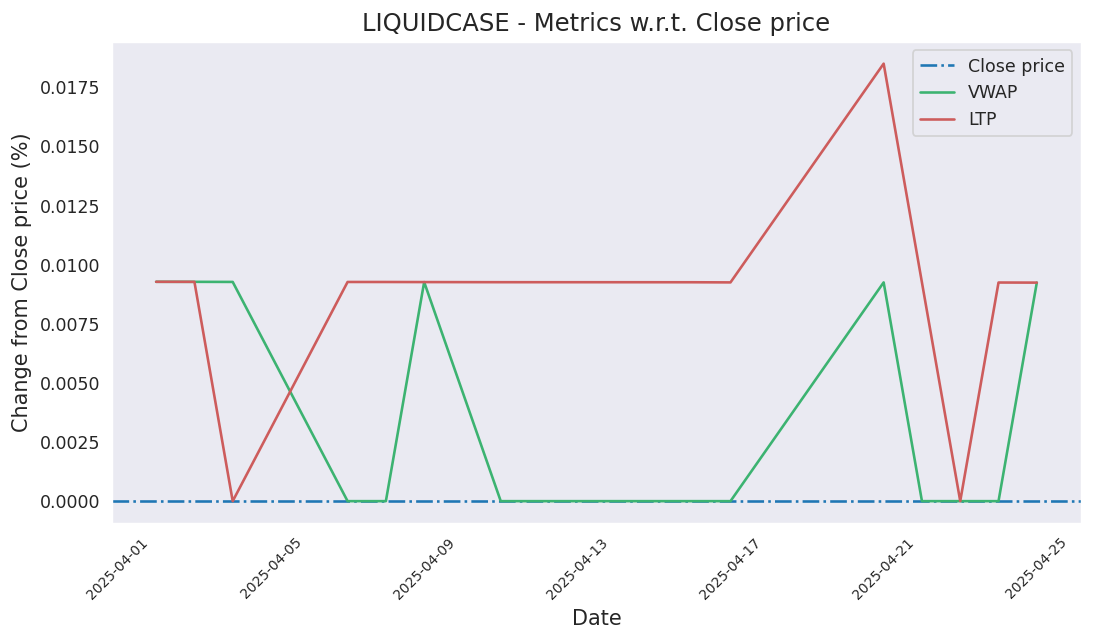 LIQUIDCASE - Metrics w.r.t. Close price
Close price
VWAP
LTP
Change from Close price (%)
0.0175
0.0150
0.0125
0.0100
0.0075
0.0050
0.0025
0.0000
2025-04-01
2025-04-05
2025-04-09
2025-04-13
2025-04-17
2025-04-21
2025-04-25
Date